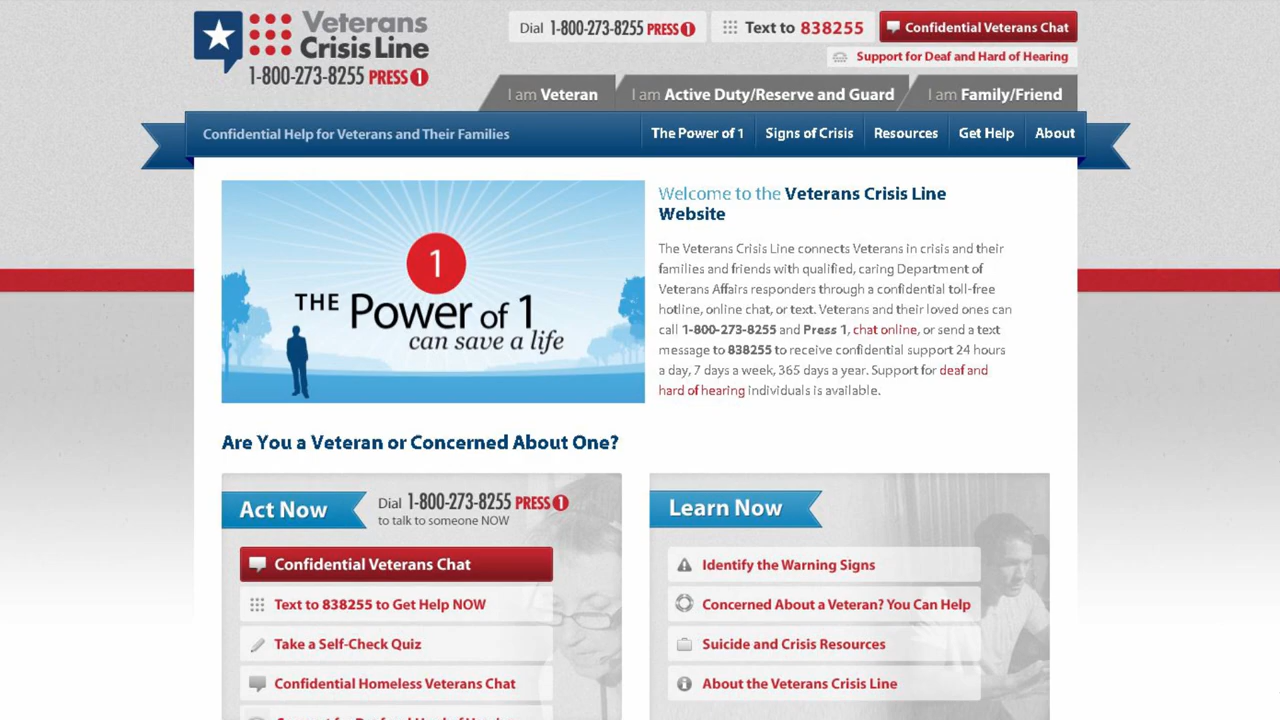 Veterans
Crisis Line
1-800-273-8255 PRESS 1
Dial 1-800-273-8255 PRESS 1
Text to 838255
Confidential Veterans Chat
Support for Deaf and Hard of Hearing
I am Veteran
I am Active Duty/Reserve and Guard
I am Family/Friend
Confidential Help for Veterans and Their Families
The Power of 1
Signs of Crisis
Resources
Get Help
About
1
THE Power of 1
can save a life
Welcome to the Veterans Crisis Line
Website
The Veterans Crisis Line connects Veterans in crisis and their
families and friends with qualified, caring Department of
Veterans Affairs responders through a confidential toll-free
hotline, online chat, or text. Veterans and their loved ones can
call 1-800-273-8255 and Press 1, chat online, or send a text
message to 838255 to receive confidential support 24 hours
a day, 7 days a week, 365 days a year. Support for deaf and
hard of hearing individuals is available.
Are You a Veteran or Concerned About One?
Act Now
Dial 1-800-273-8255 PRESS 1
to talk to someone NOW
Confidential Veterans Chat
Text to 838255 to Get Help NOW
Take a Self-Check Quiz
Confidential Homeless Veterans Chat
Learn Now
Identify the Warning Signs
Concerned About a Veteran? You Can Help
Suicide and Crisis Resources
About the Veterans Crisis Line